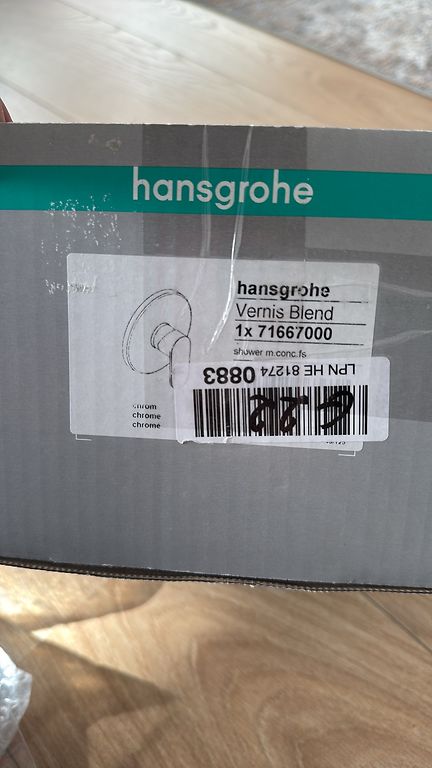 hansgrohe
hansgrohe
Vernis Blend
1x 71667000
shower m.conc.fs
LPN HE 81274 0883
chrom
chrome
chrome